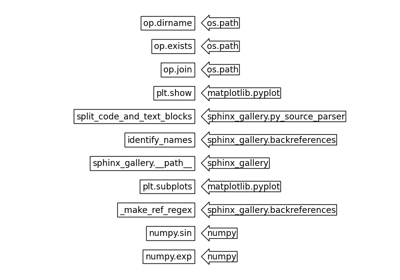 op.dirname os.path
op.exists os.path
op.join os.path
plt.show matplotlib.pyplot
split_code_and_text_blocks sphinx_gallery.py_source_parser
identify_names sphinx_gallery.backreferences
sphinx_gallery.__path__ sphinx_gallery
plt.subplots matplotlib.pyplot
_make_ref_regex sphinx_gallery.backreferences
numpy.sin numpy
numpy.exp numpy